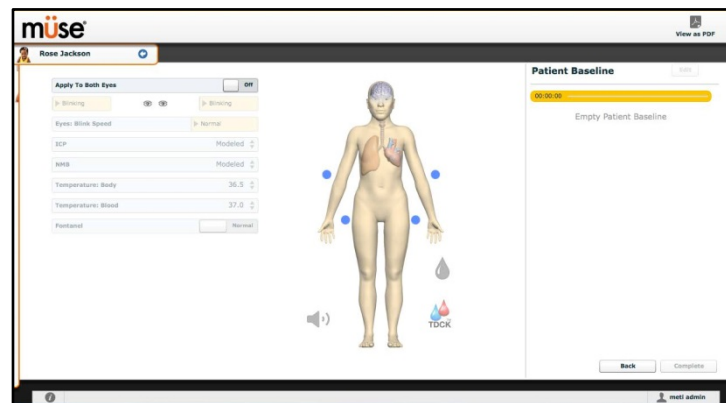 müse
View as PDF
Rose Jackson
Apply To Both Eyes Off
Blinking Blinking
Eyes: Blink Speed Normal
ICP Modeled
NMB Modeled
Temperature: Body 36.5
Temperature: Blood 37.0
Fontanel Normal
TDCK
Patient Baseline Edit
00:00:00
Empty Patient Baseline
Back Complete
meti admin